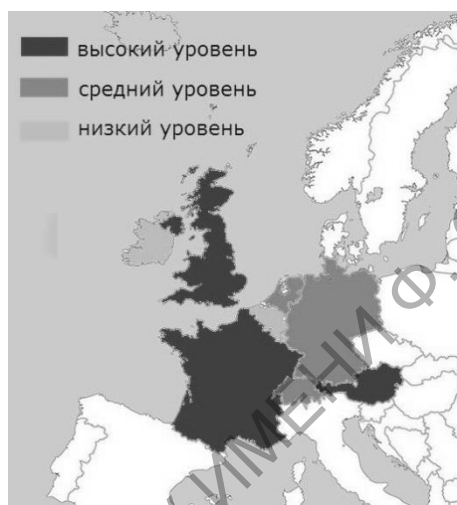 высокий уровень
средний уровень
низкий уровень
ИМЕНИ Ф.